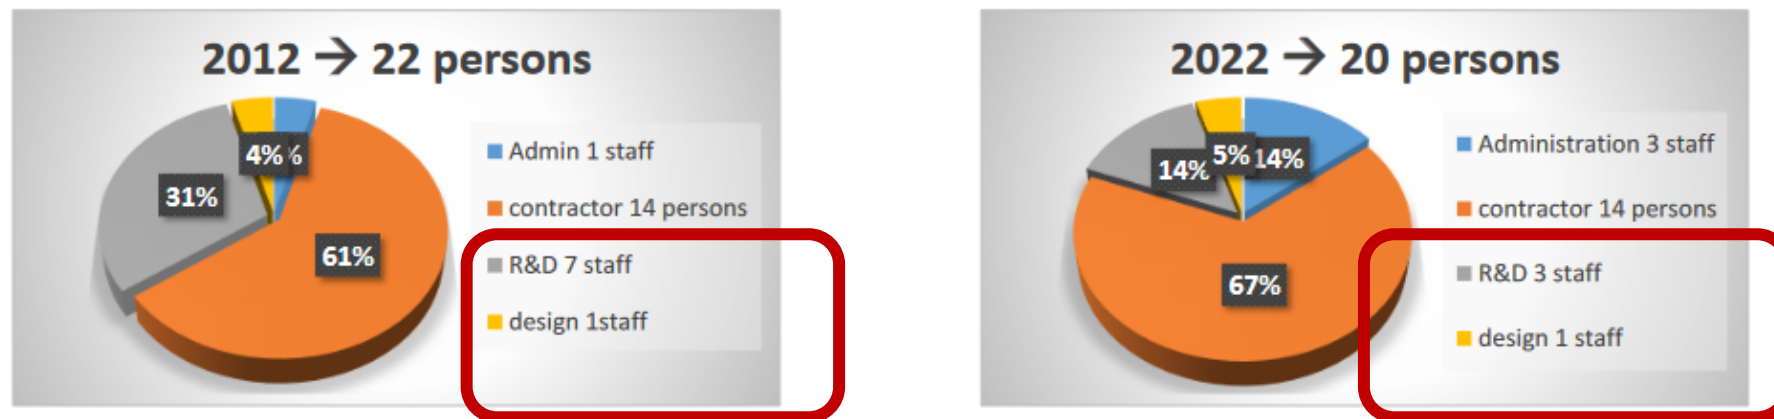 2012 → 22 persons
4%
%
31%
61%
Admin 1 staff
contractor 14 persons
R&D 7 staff
design 1staff
2022 → 20 persons
14%
5%
14%
67%
Administration 3 staff
contractor 14 persons
R&D 3 staff
design 1 staff